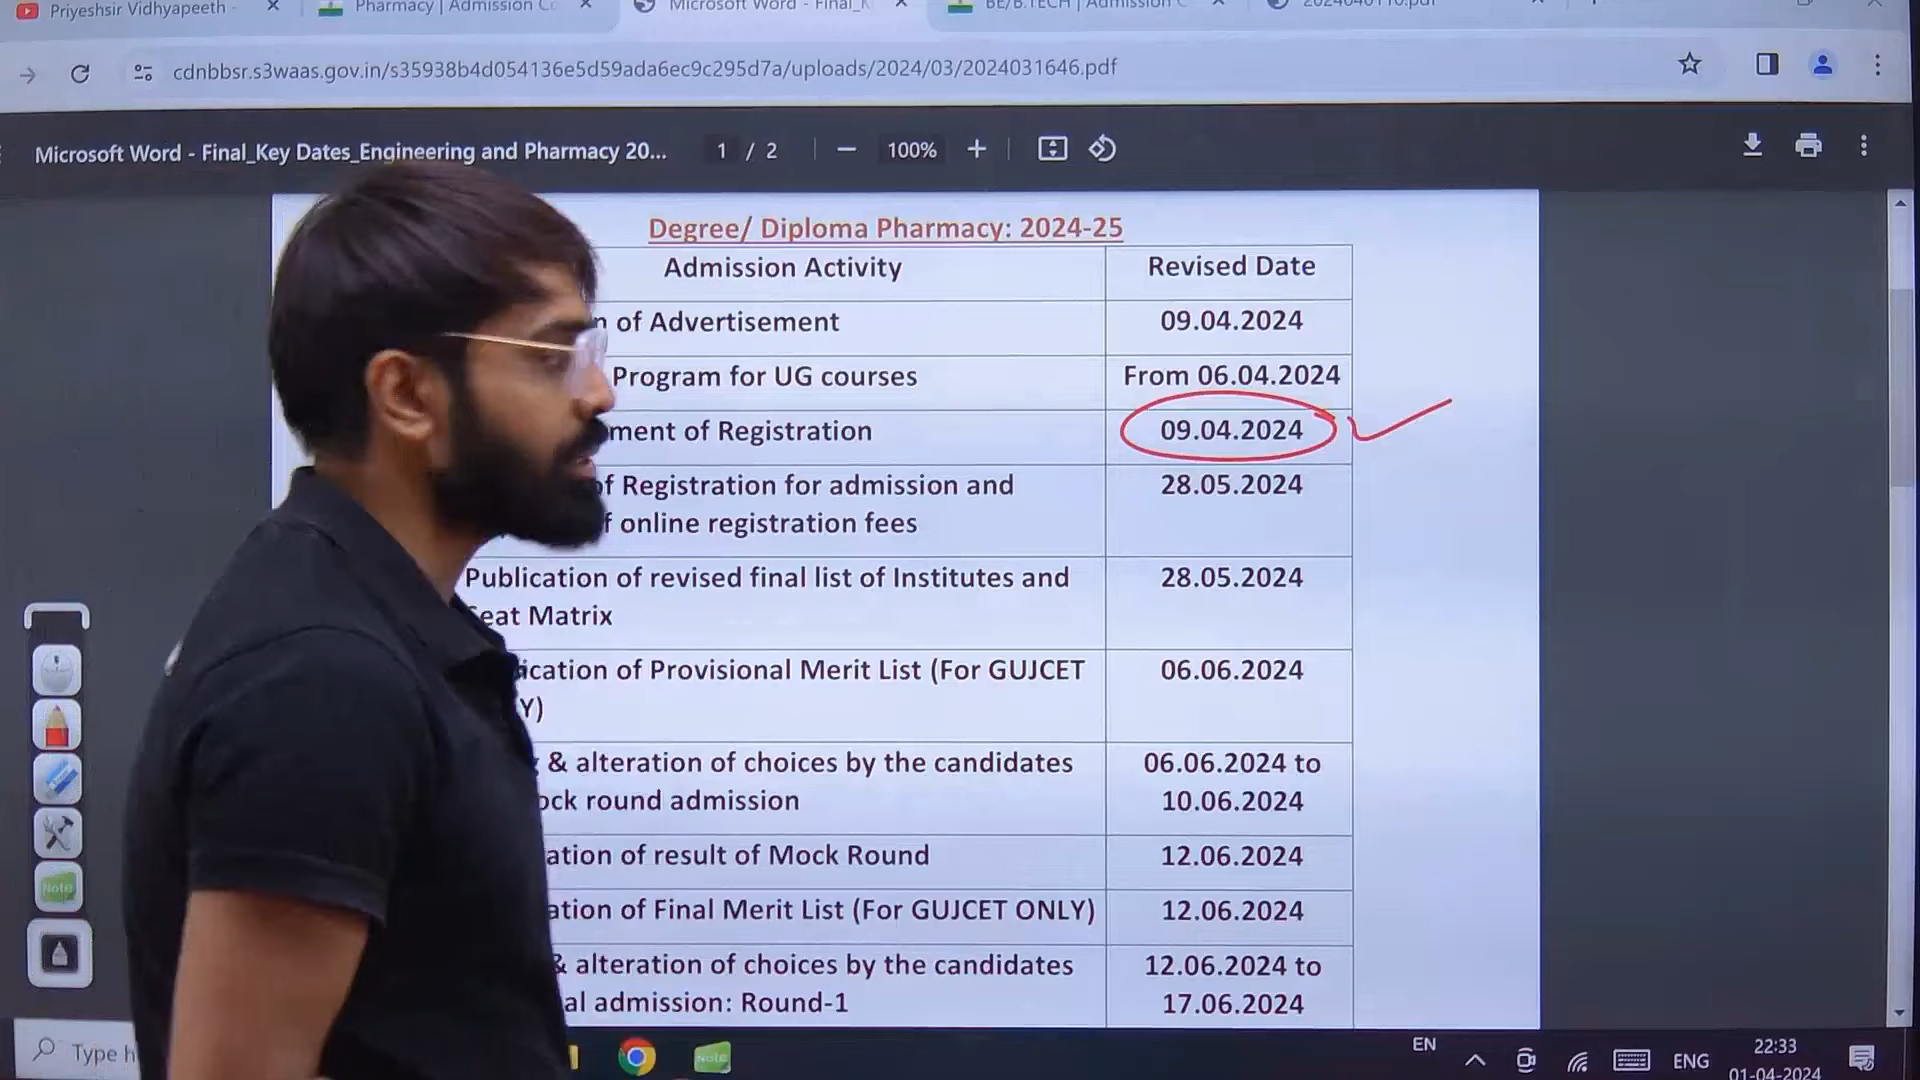 Priyeshsir Vidhyapeeth
Pharmacy | Admission Co
Microsoft Word - Final_K
BE/B.TECH | Admission C
cdnbbsr.s3waas.gov.in/s35938b4d054136e5d59ada6ec9c295d7a/uploads/2024/03/2024031646.pdf
Microsoft Word - Final_Key Dates_Engineering and Pharmacy 20...
1 / 2
100%
Degree/ Diploma Pharmacy: 2024-25
Admission Activity Revised Date
n of Advertisement 09.04.2024
Program for UG courses From 06.04.2024
ment of Registration 09.04.2024
of Registration for admission and 28.05.2024
f online registration fees
Publication of revised final list of Institutes and 28.05.2024
Seat Matrix
ication of Provisional Merit List (For GUJCET 06.06.2024
Y)
& alteration of choices by the candidates 06.06.2024 to
ock round admission 10.06.2024
ation of result of Mock Round 12.06.2024
ation of Final Merit List (For GUJCET ONLY) 12.06.2024
& alteration of choices by the candidates 12.06.2024 to
al admission: Round-1 17.06.2024
Note
Type h
Note
EN
ENG
22:33
01-04-2024